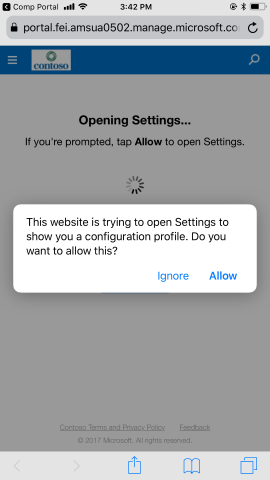 Comp Portal 3:42 PM
portal.fei.amsua0502.manage.microsoft.co
contoso
Opening Settings...
If you're prompted, tap Allow to open Settings.
This website is trying to open Settings to
show you a configuration profile. Do you
want to allow this?
Ignore Allow
Contoso Terms and Privacy Policy Feedback
© 2017 Microsoft. All rights reserved.